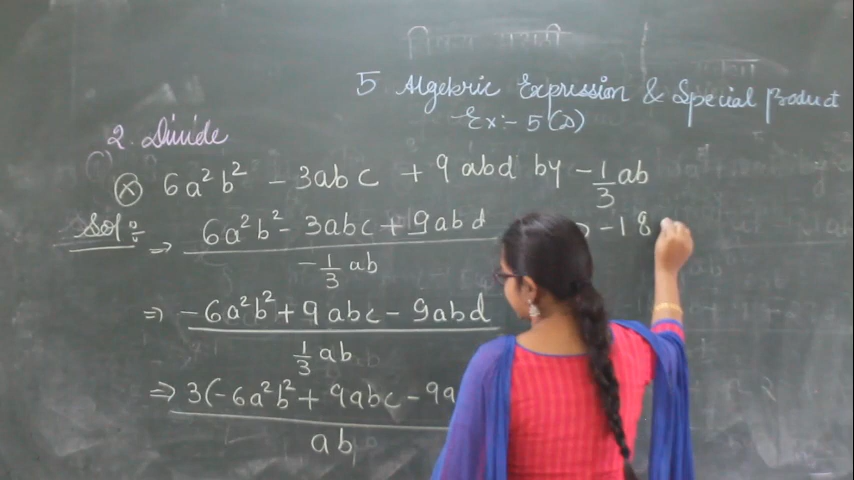 5 Algebric Expression & Special Product
Ex:- 5(D)
2. Divide
(x) 6a²b² - 3abc + 9abd by -1/3 ab
Sol: ⇒ 6a²b² - 3abc + 9abd / -1/3 ab
⇒ -6a²b² + 9abc - 9abd / 1/3 ab
⇒ 3(-6a²b² + 9abc - 9a / ab
-18